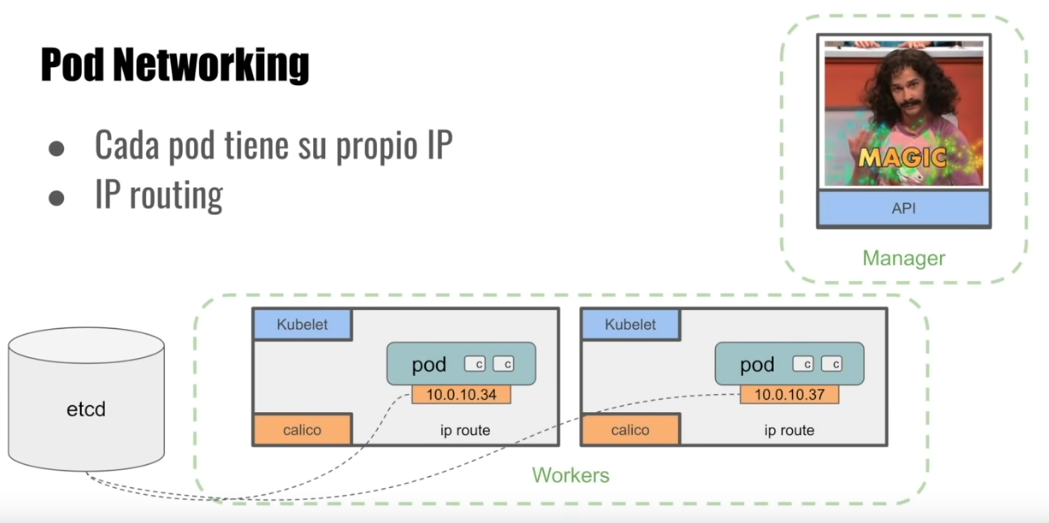 Pod Networking
● Cada pod tiene su propio IP
● IP routing
MAGIC
API
Manager
Kubelet
pod c c
10.0.10.34
calico
ip route
Kubelet
pod c c
10.0.10.37
calico
ip route
etcd
Workers